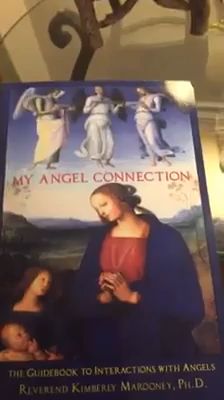 MY ANGEL CONNECTION
THE GUIDEBOOK TO INTERACTIONS WITH ANGELS
REVEREND KIMBERLY MAROONEY, PH.D.